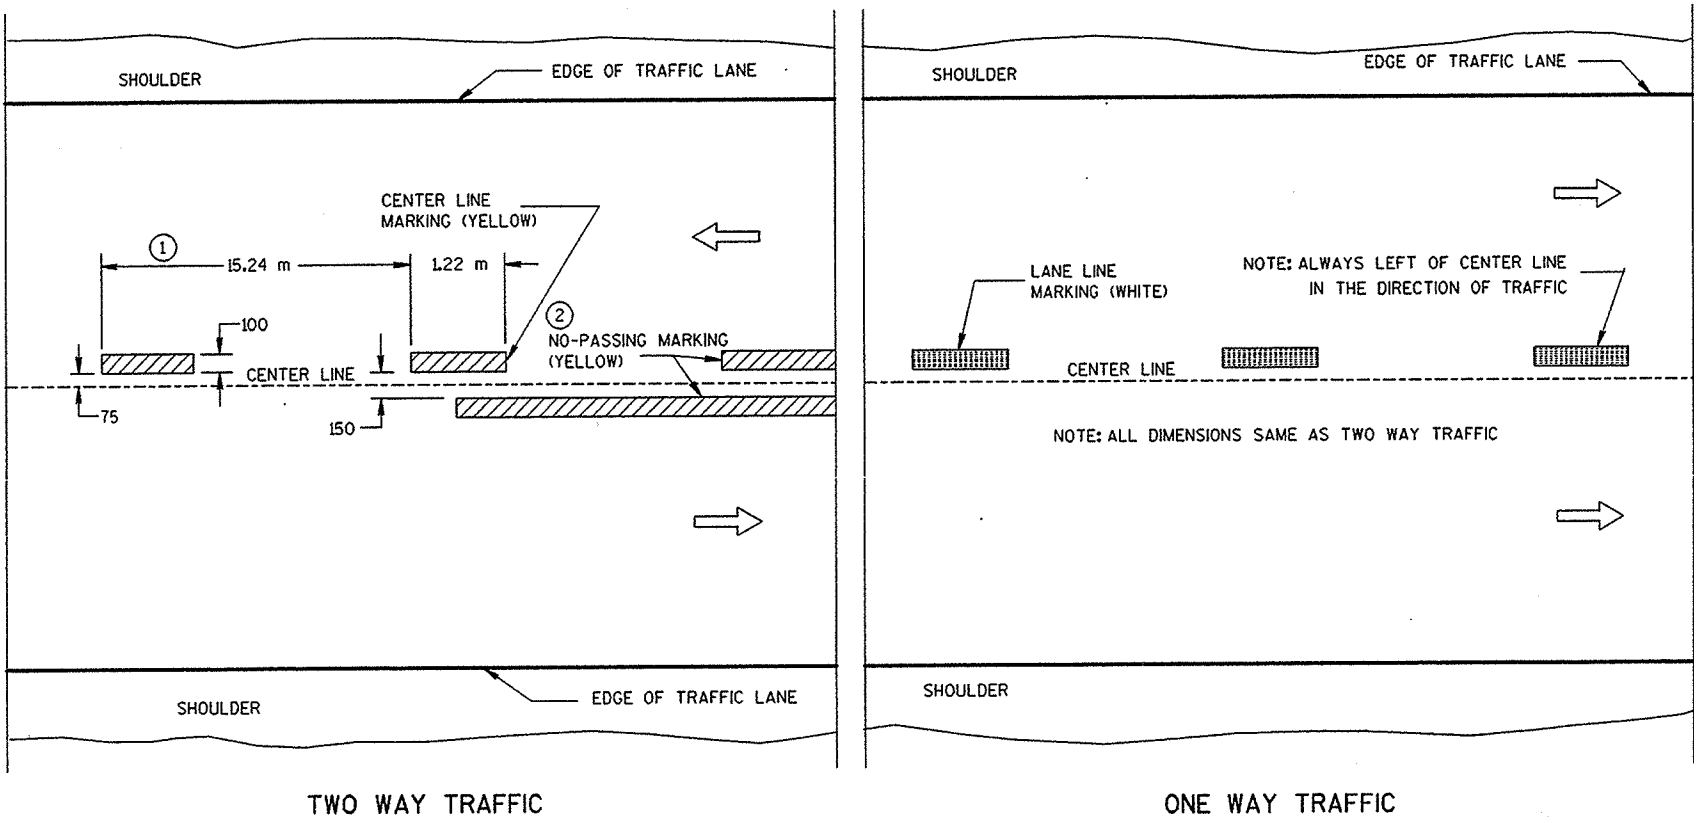 SHOULDER
EDGE OF TRAFFIC LANE
CENTER LINE
MARKING (YELLOW)
1
15.24 m
1.22 m
2
NO-PASSING MARKING
(YELLOW)
100
CENTER LINE
75
150
EDGE OF TRAFFIC LANE
SHOULDER
TWO WAY TRAFFIC
SHOULDER
EDGE OF TRAFFIC LANE
LANE LINE
MARKING (WHITE)
NOTE: ALWAYS LEFT OF CENTER LINE
IN THE DIRECTION OF TRAFFIC
CENTER LINE
NOTE: ALL DIMENSIONS SAME AS TWO WAY TRAFFIC
SHOULDER
ONE WAY TRAFFIC